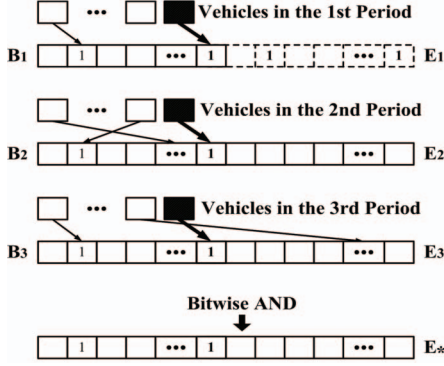 ••• Vehicles in the 1st Period
B1 1 ••• 1 1 ••• 1 E1
••• Vehicles in the 2nd Period
B2 1 ••• 1 ••• E2
••• Vehicles in the 3rd Period
B3 1 ••• 1 ••• E3
Bitwise AND
1 ••• 1 ••• E*